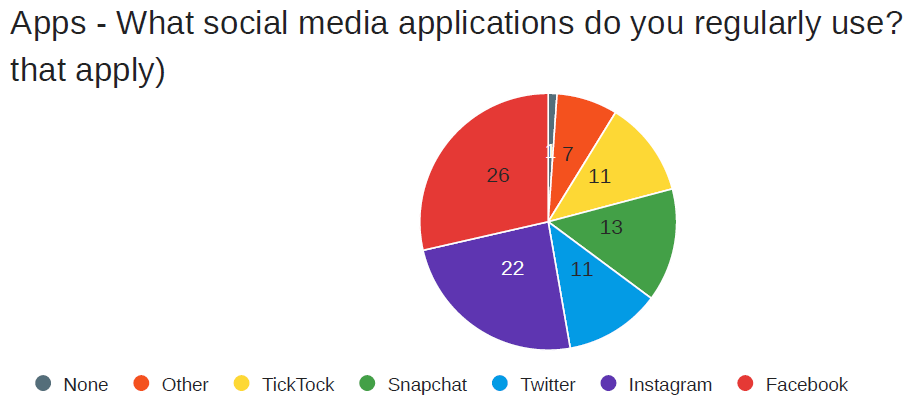 Apps - What social media applications do you regularly use?
that apply)
1
7
26
11
13
22
11
None Other TickTock Snapchat Twitter Instagram Facebook